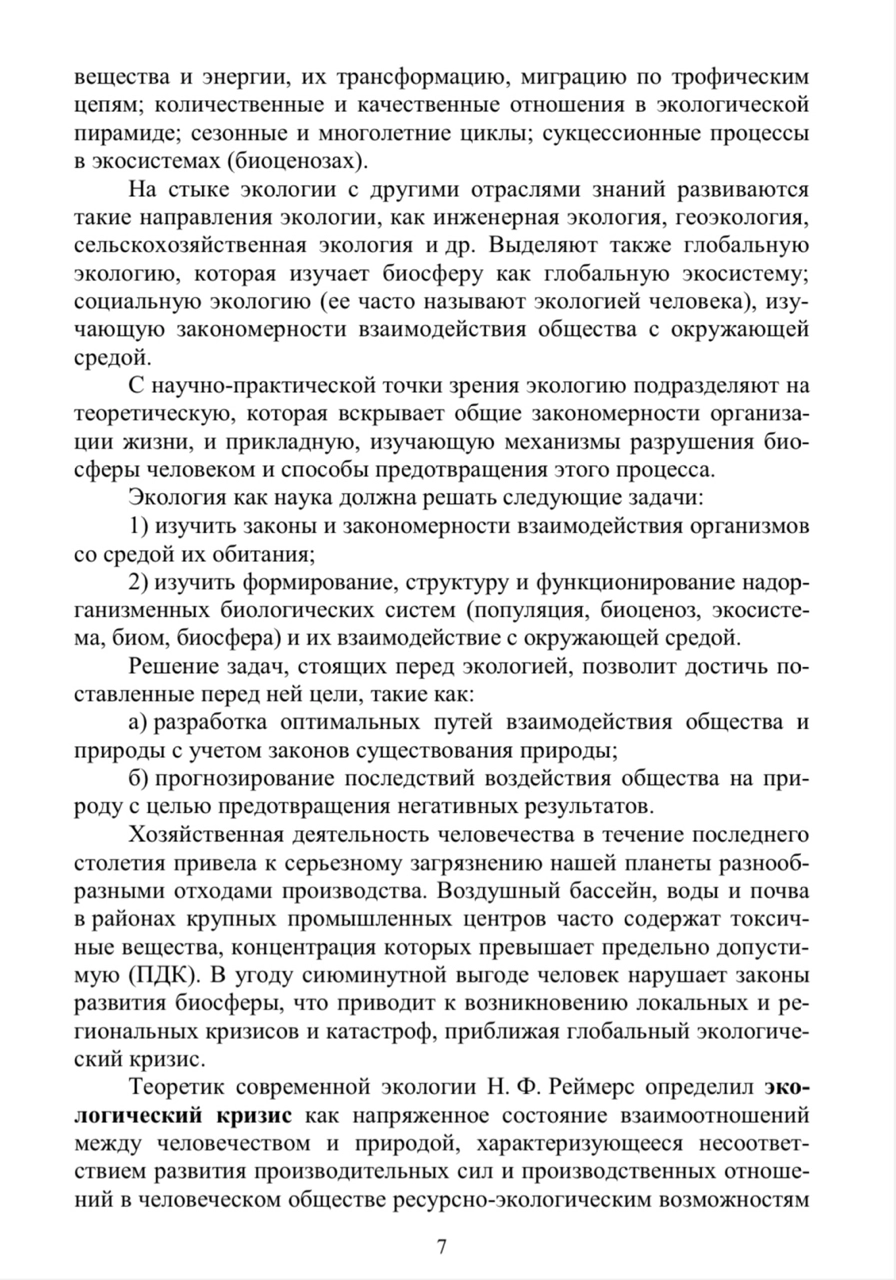 вещества и энергии, их трансформацию, миграцию по трофическим
цепям; количественные и качественные отношения в экологической
пирамиде; сезонные и многолетние циклы; сукцессионные процессы
в экосистемах (биоценозах).
На стыке экологии с другими отраслями знаний развиваются
такие направления экологии, как инженерная экология, геоэкология,
сельскохозяйственная экология и др. Выделяют также глобальную
экологию, которая изучает биосферу как глобальную экосистему;
социальную экологию (ее часто называют экологией человека), изу-
чающую закономерности взаимодействия общества с окружающей
средой.
С научно-практической точки зрения экологию подразделяют на
теоретическую, которая вскрывает общие закономерности организа-
ции жизни, и прикладную, изучающую механизмы разрушения био-
сферы человеком и способы предотвращения этого процесса.
Экология как наука должна решать следующие задачи:
1) изучить законы и закономерности взаимодействия организмов
со средой их обитания;
2) изучить формирование, структуру и функционирование надор-
ганизменных биологических систем (популяция, биоценоз, экосисте-
ма, биом, биосфера) и их взаимодействие с окружающей средой.
Решение задач, стоящих перед экологией, позволит достичь по-
ставленные перед ней цели, такие как:
а) разработка оптимальных путей взаимодействия общества и
природы с учетом законов существования природы;
б) прогнозирование последствий воздействия общества на при-
роду с целью предотвращения негативных результатов.
Хозяйственная деятельность человечества в течение последнего
столетия привела к серьезному загрязнению нашей планеты разнооб-
разными отходами производства. Воздушный бассейн, воды и почва
в районах крупных промышленных центров часто содержат токсич-
ные вещества, концентрация которых превышает предельно допусти-
мую (ПДК). В угоду сиюминутной выгоде человек нарушает законы
развития биосферы, что приводит к возникновению локальных и ре-
гиональных кризисов и катастроф, приближая глобальный экологиче-
ский кризис.
Теоретик современной экологии Н. Ф. Реймерс определил эко-
логический кризис как напряженное состояние взаимоотношений
между человечеством и природой, характеризующееся несоответ-
ствием развития производительных сил и производственных отноше-
ний в человеческом обществе ресурсно-экологическим возможностям
7